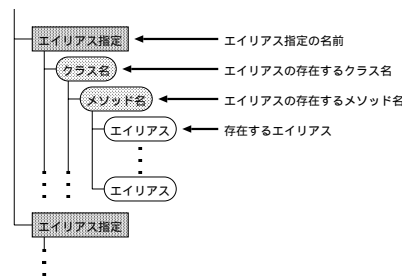 エイリアス指定 エイリアス指定の名前
クラス名 エイリアスの存在するクラス名
メソッド名 エイリアスの存在するメソッド名
エイリアス 存在するエイリアス
エイリアス
エイリアス指定